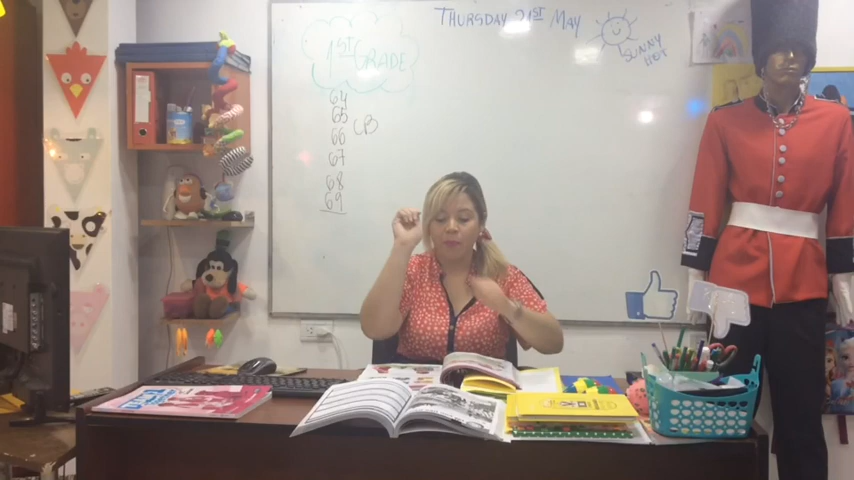 THURSDAY 21ST MAY
SUNNY
HOT
1ST GRADE
64
65
66 CB
67
68
69